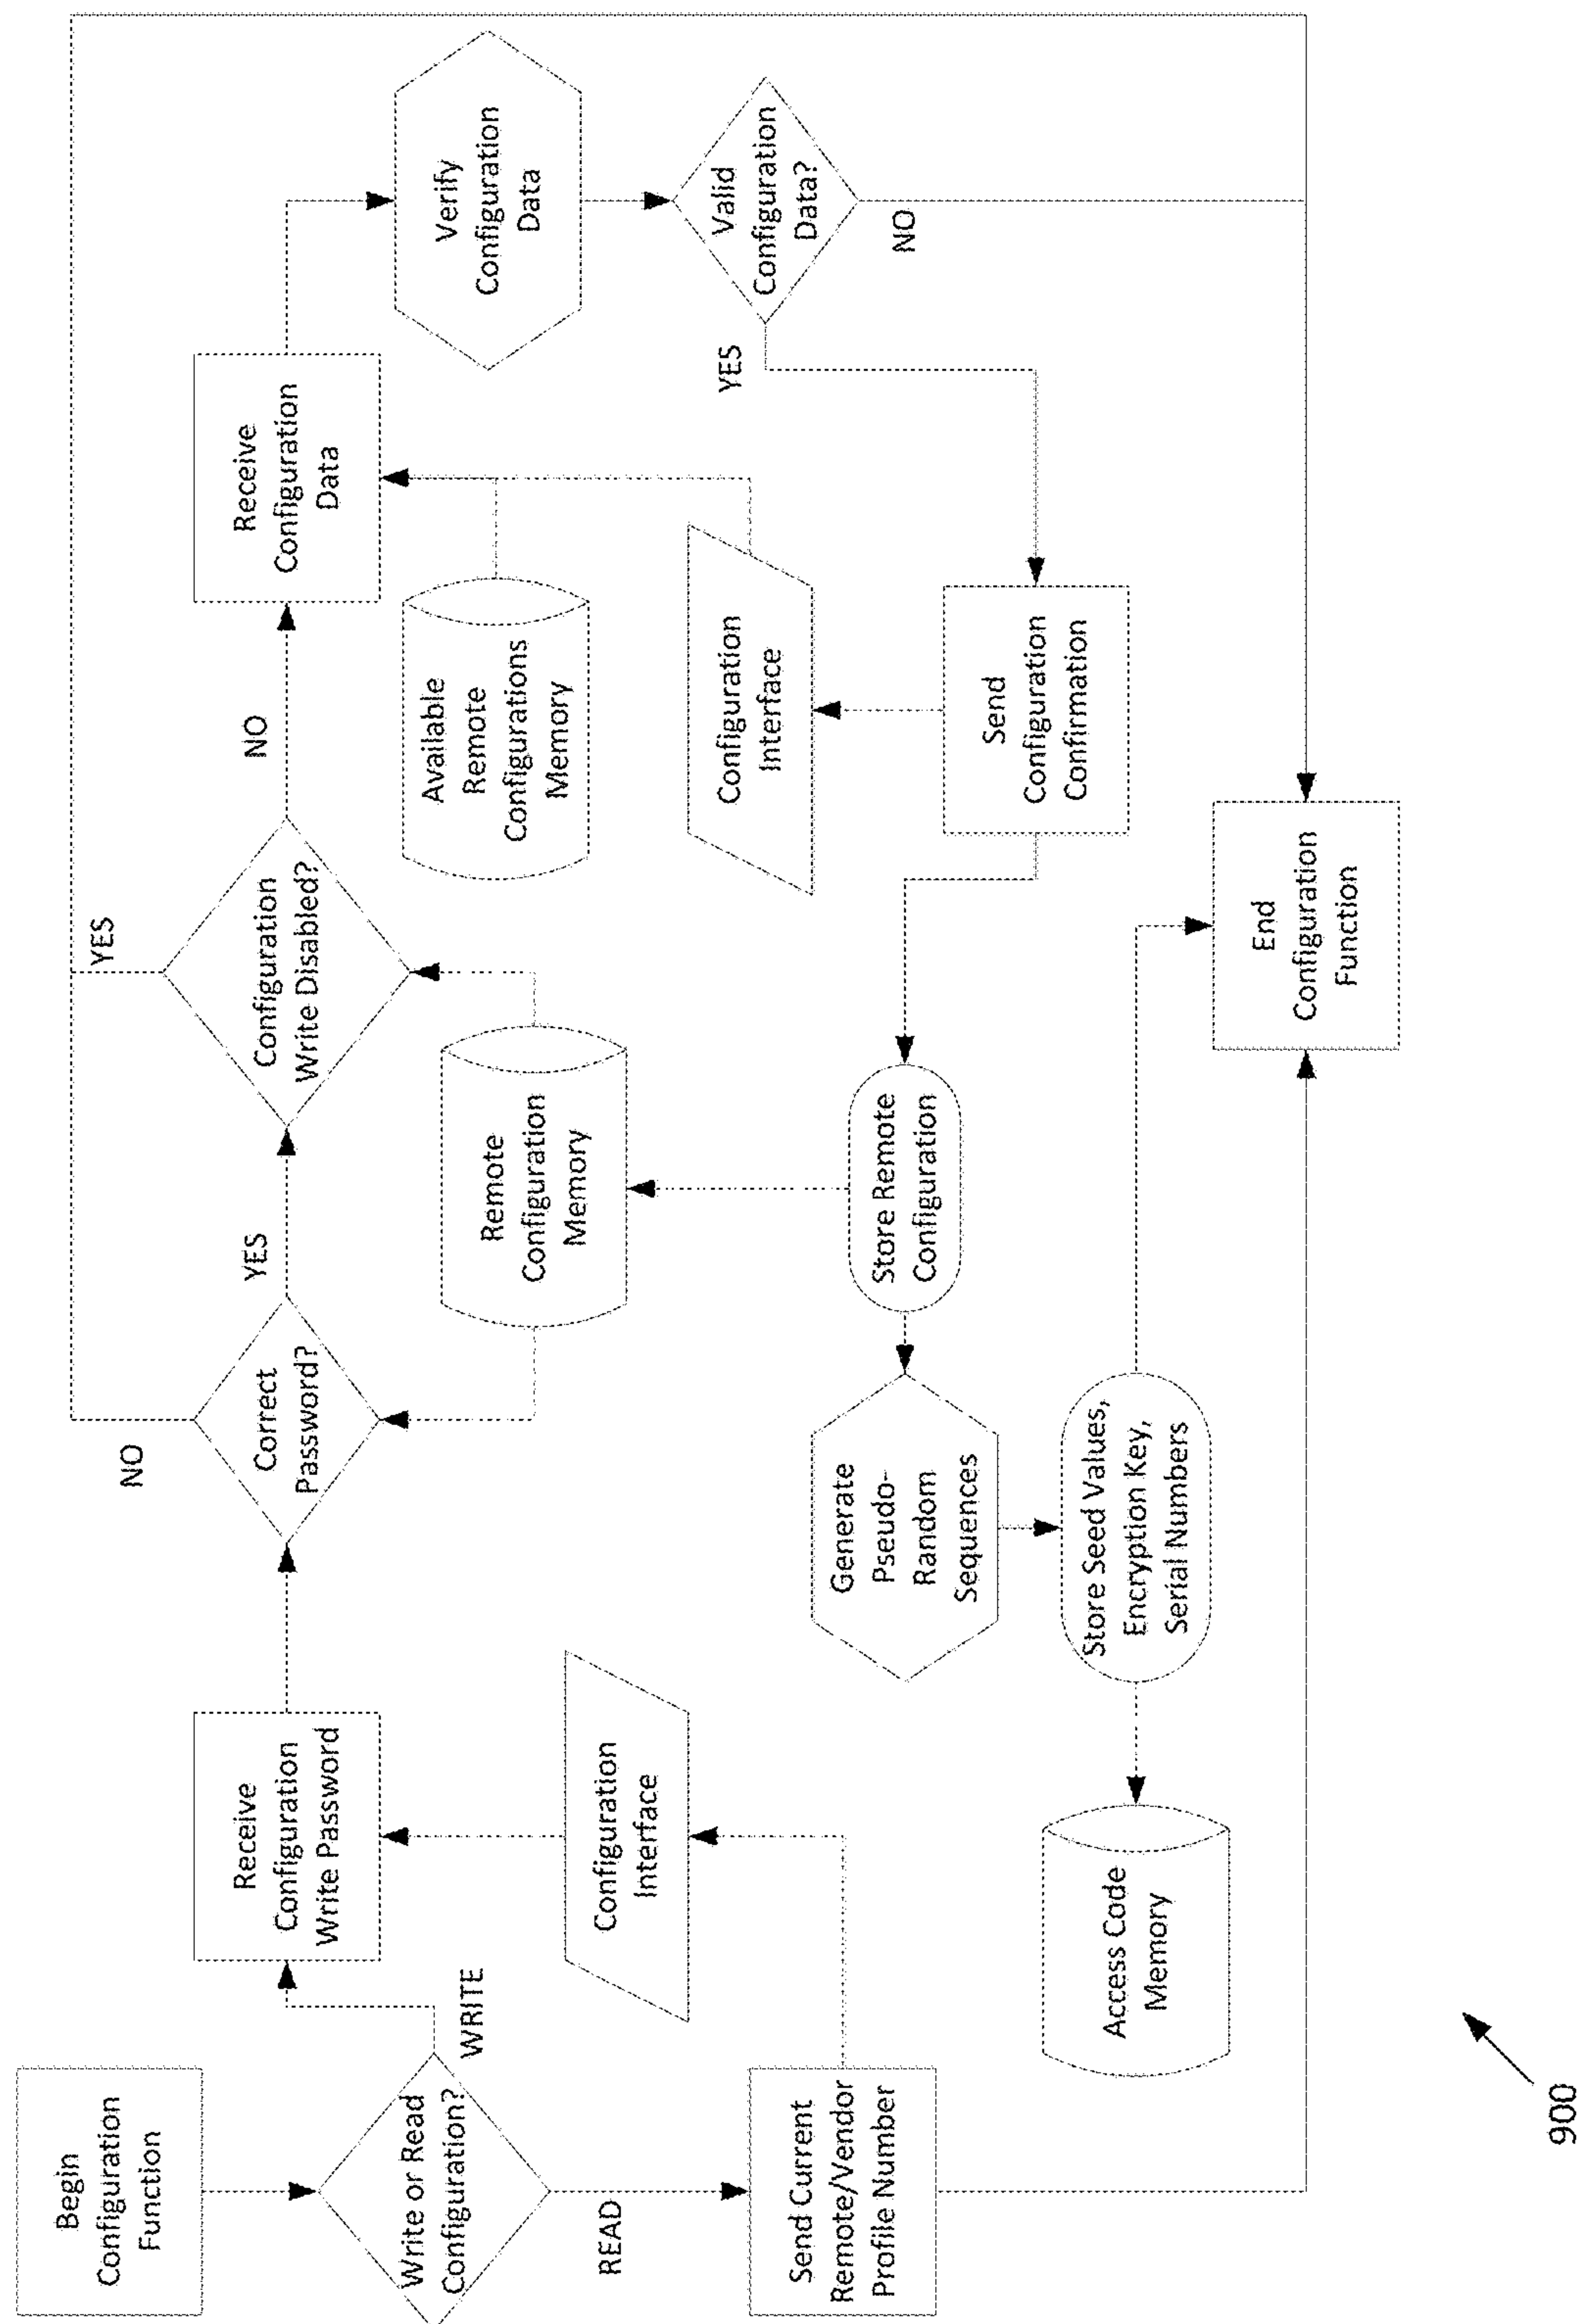 Begin
Configuration
Function
Write or Read
Configuration?
WRITE
READ
Send Current
Remote/Vendor
Profile Number
Receive
Configuration
Write Password
Configuration
Interface
Correct
Password?
NO
YES
Configuration
Write Disabled?
YES
NO
Remote
Configuration
Memory
Receive
Configuration
Data
Available
Remote
Configurations
Memory
Verify
Configuration
Data
Valid
Configuration
Data?
NO
YES
Configuration
Interface
Send
Configuration
Confirmation
Store Remote
Configuration
Generate
Pseudo-
Random
Sequences
Store Seed Values,
Encryption Key,
Serial Numbers
Access Code
Memory
End
Configuration
Function
900